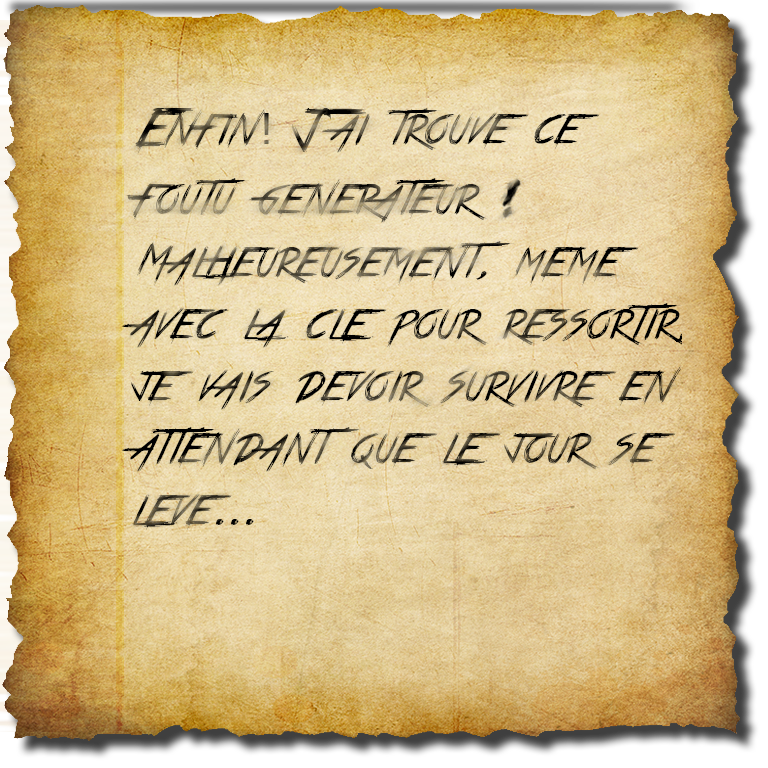 ENFIN! J'AI TROUVE CE
FOUTU GENERATEUR !
MALHEUREUSEMENT, MEME
AVEC LA CLE POUR RESSORTIR,
JE VAIS DEVOIR SURVIVRE EN
ATTENDANT QUE LE JOUR SE
LEVE...